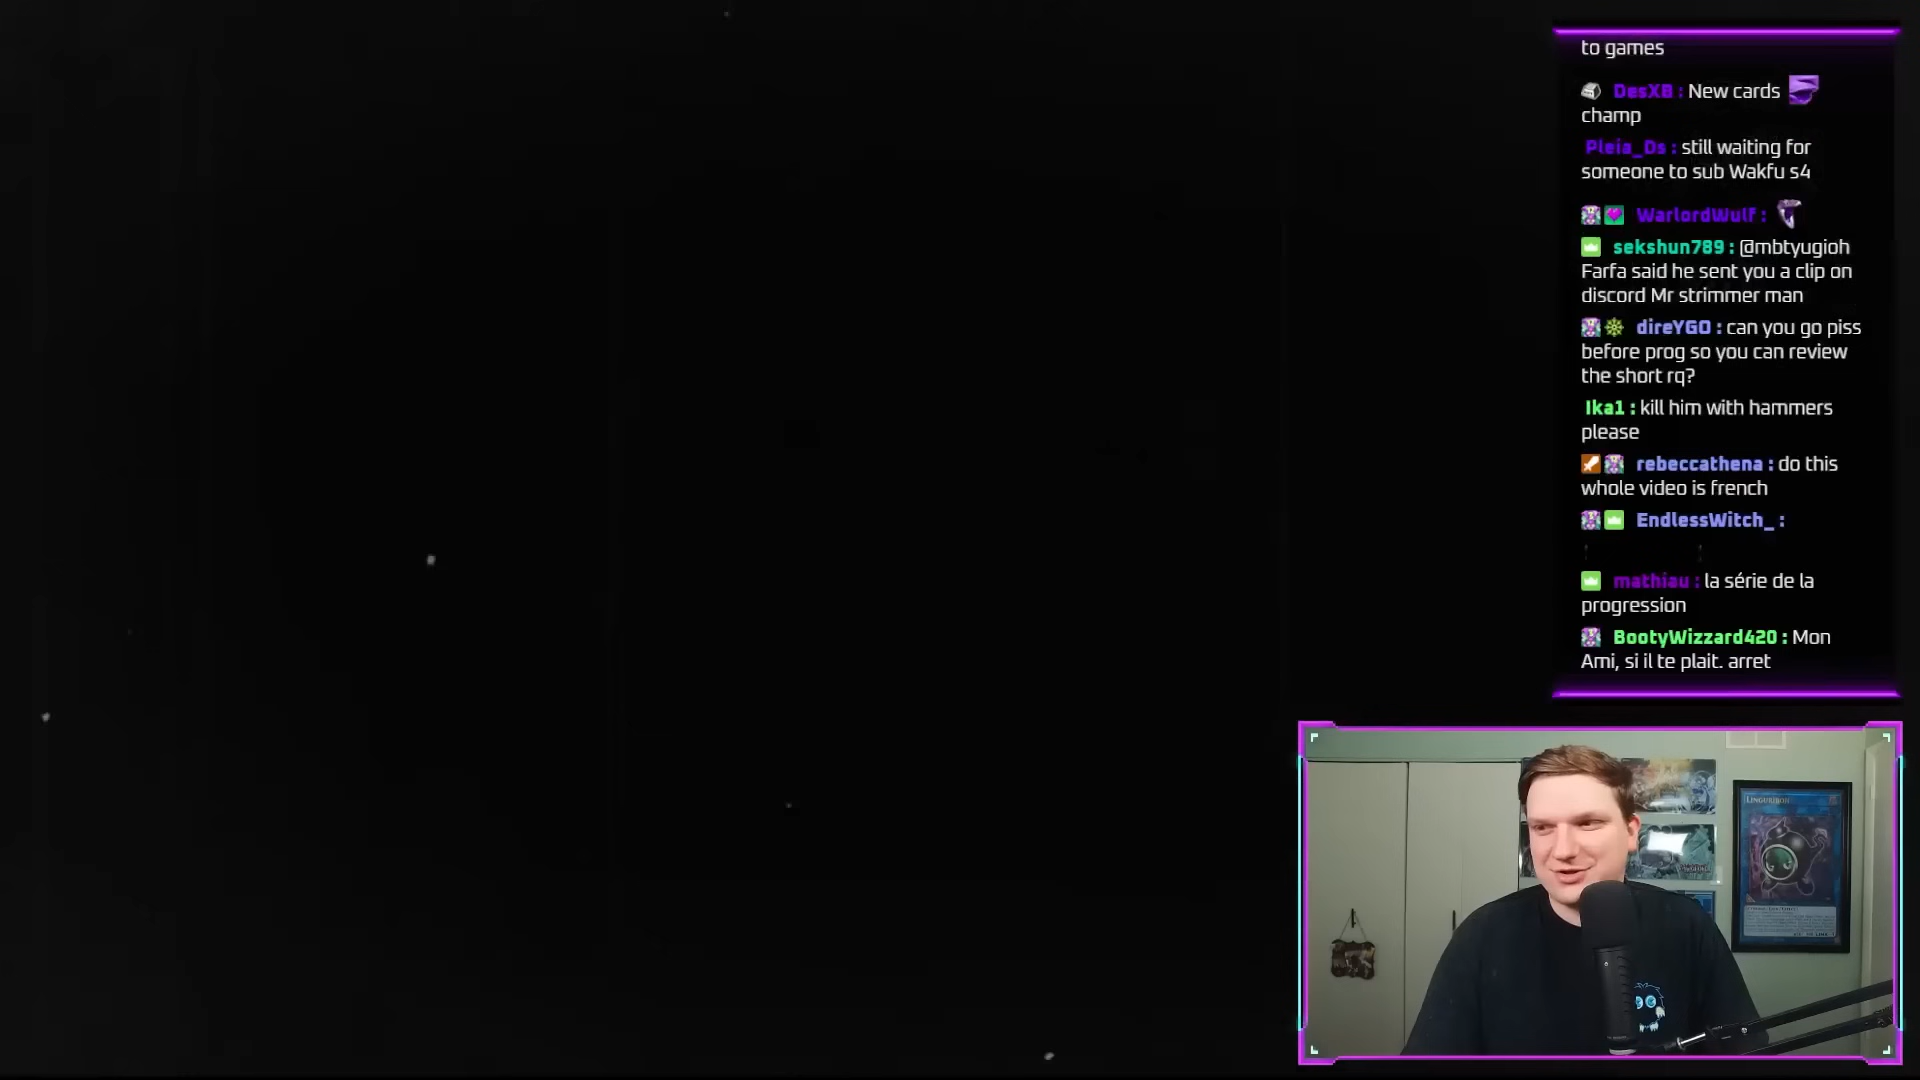 to games
DesXB : New cards
champ
Pleia_Ds : still waiting for
someone to sub Wakfu s4
WarlordWulf :
sekshun789 : @mbtyugioh
Farfa said he sent you a clip on
discord Mr strimmer man
direYGO : can you go piss
before prog so you can review
the short rq?
Ika1 : kill him with hammers
please
rebeccathena : do this
whole video is french
EndlessWitch_ :
mathiau : la série de la
progression
BootyWizzard420 : Mon
Ami, si il te plait. arret
LINGURIBOH